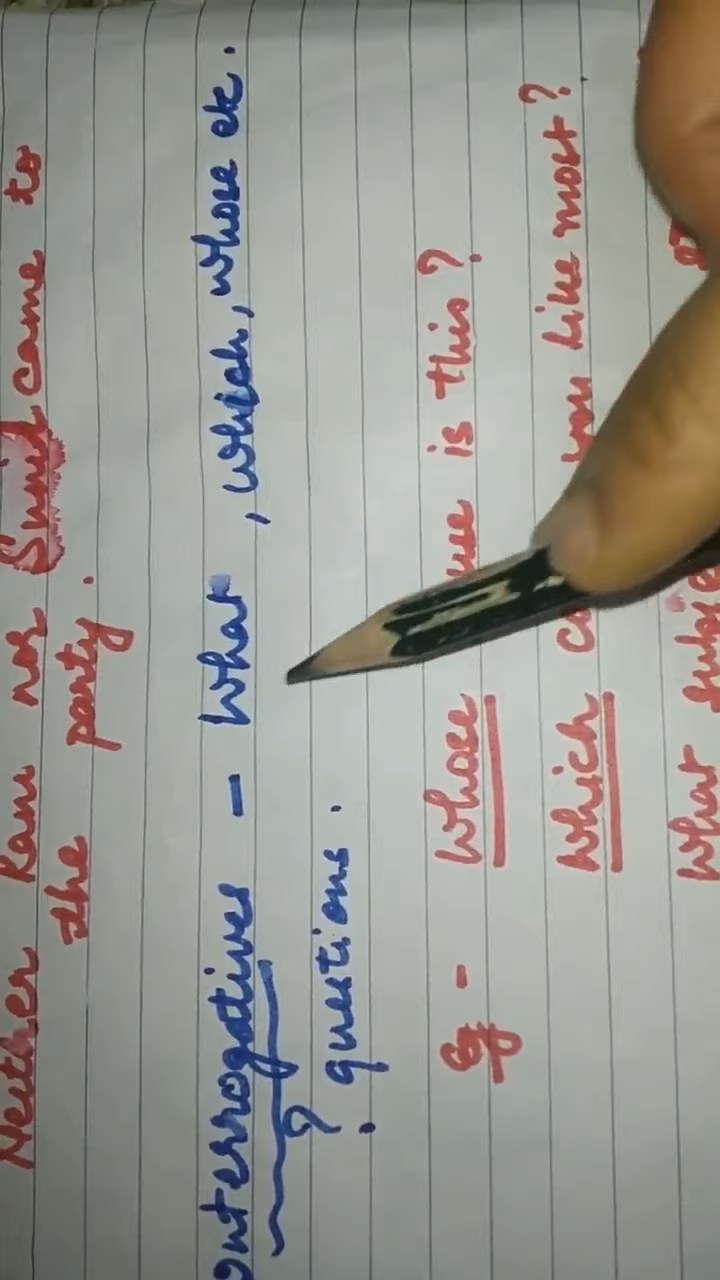 Neither Ram nor Sunil came to
the party.
Interrogatives - What, which, whose etc.
? questions.
Eg - Whose is this?
Which you like most?
What